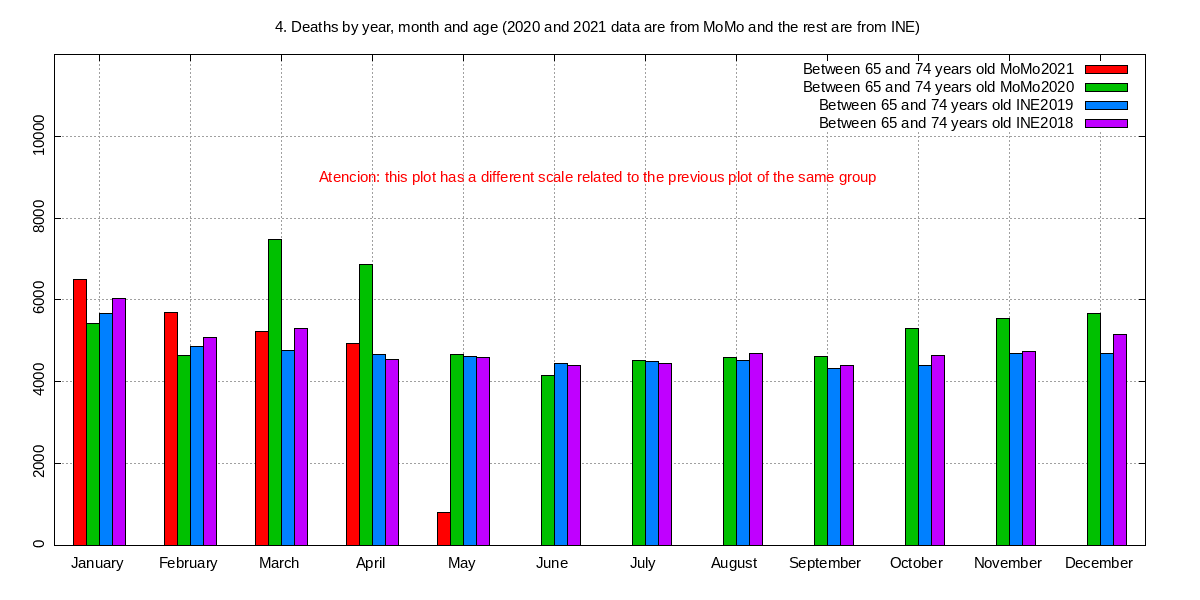 4. Deaths by year, month and age (2020 and 2021 data are from MoMo and the rest are from INE)
Between 65 and 74 years old MoMo2021
Between 65 and 74 years old MoMo2020
Between 65 and 74 years old INE2019
Between 65 and 74 years old INE2018
Atencion: this plot has a different scale related to the previous plot of the same group
10000
8000
6000
4000
2000
0
January February March April May June July August September October November December